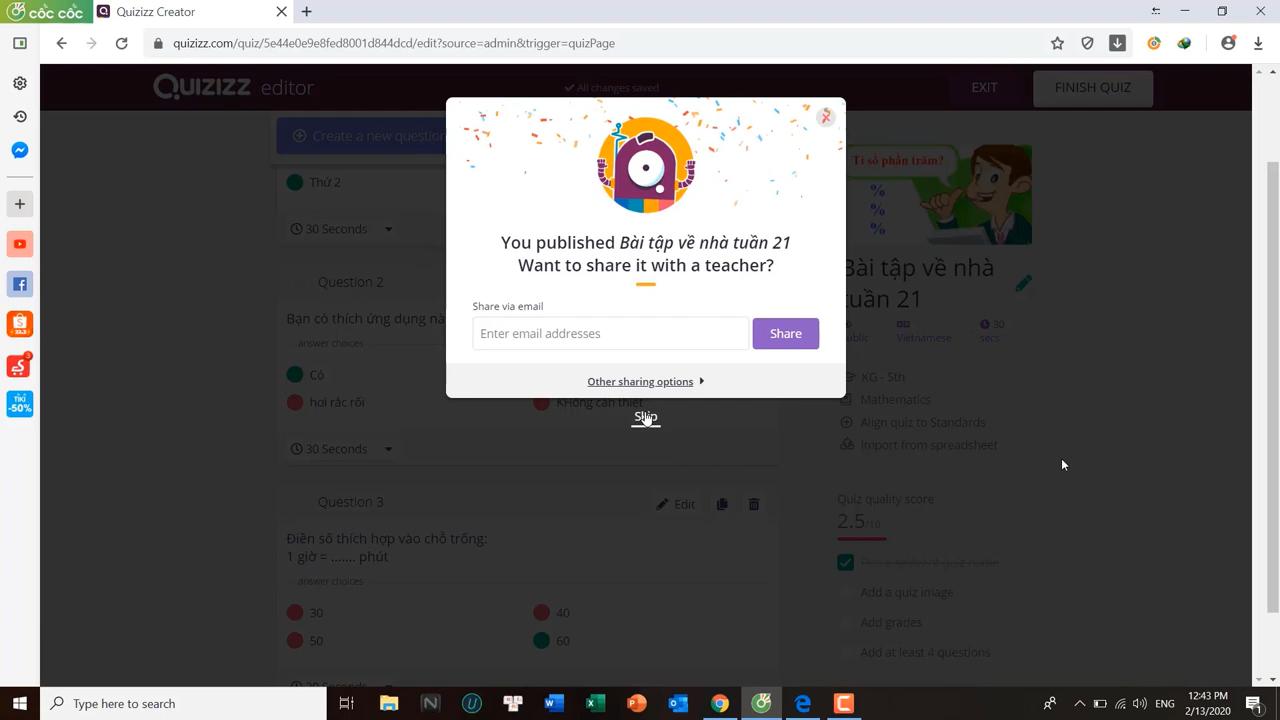 cốc cốc
Quizizz Creator
quizizz.com/quiz/5e44e0e9e8fed8001d844dcd/edit?source=admin&trigger=quizPage
QUIZIZZ editor
All changes saved
EXIT
FINISH QUIZ
Create a new question
Thứ 2
30 Seconds
Question 2
Bạn có thích ứng dụng
answer choices
Có
hơi rắc rối
Không cần thiết
30 Seconds
Question 3
Edit
Điền số thích hợp vào chỗ trống:
1 giờ = ....... phút
answer choices
30
40
50
60
30 Seconds
You published Bài tập về nhà tuần 21
Want to share it with a teacher?
Share via email
Enter email addresses
Share
Other sharing options
Skip
Tỉ số phần trăm?
%
%
%
Bài tập về nhà
tuần 21
Vietnamese
30
secs
KG - 5th
Mathematics
Align quiz to Standards
Import from spreadsheet
Quiz quality score
2.5/10
Add a quiz image
Add grades
Add at least 4 questions
3
TIKI
-50%
Type here to search
ENG
12:43 PM
2/13/2020
1